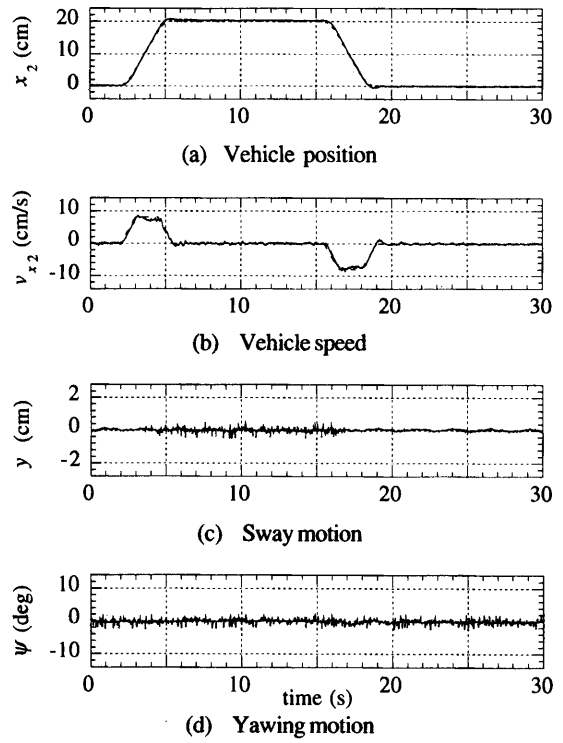 x2 (cm)
20
10
0
0 10 20 30
(a) Vehicle position
vx2 (cm/s)
10
0
-10
0 10 20 30
(b) Vehicle speed
y (cm)
2
0
-2
0 10 20 30
(c) Sway motion
ψ (deg)
10
0
-10
0 10 20 30
time (s)
(d) Yawing motion